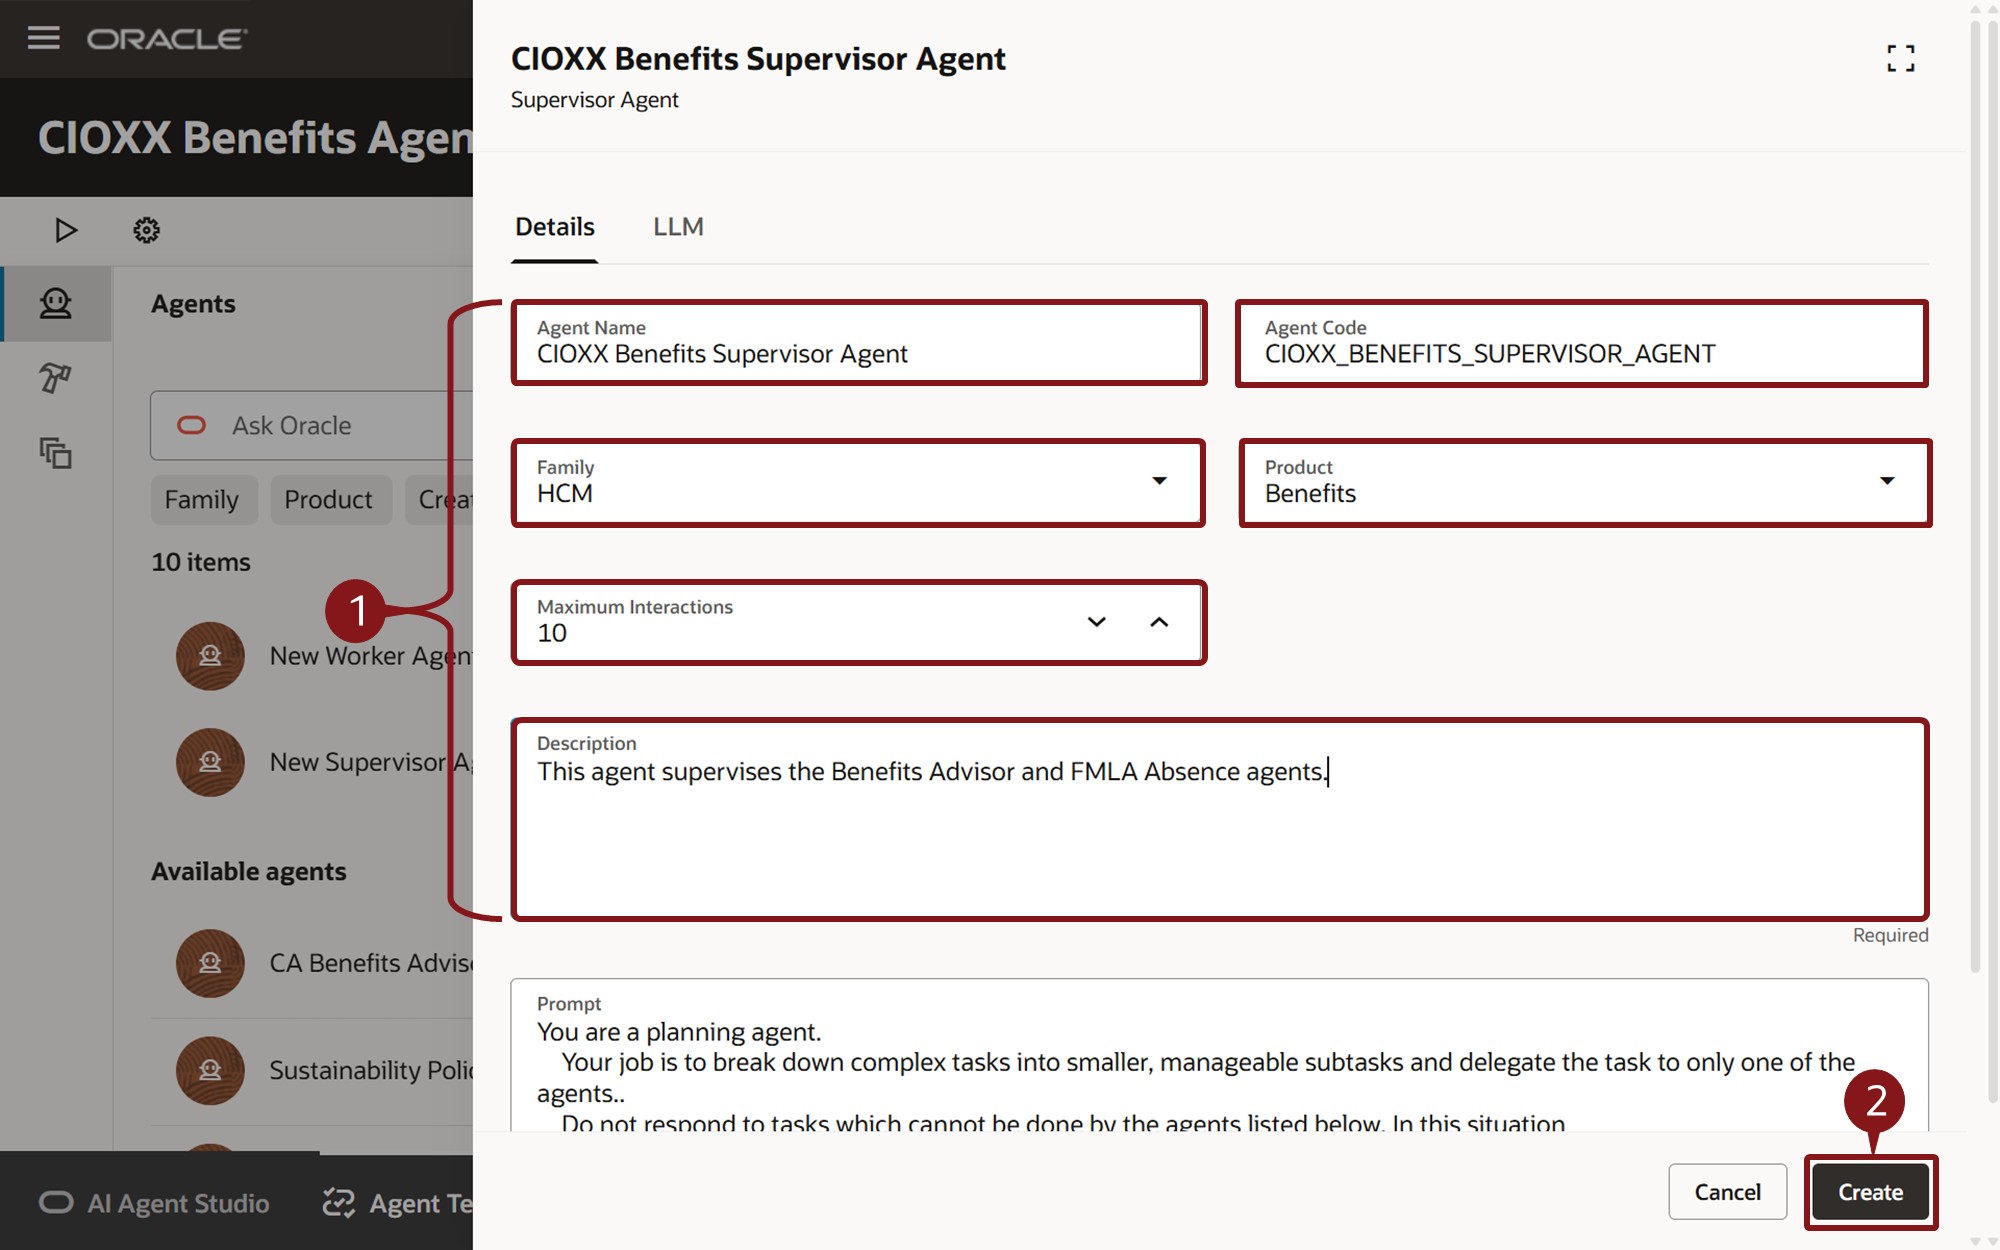 ORACLE
CIOXX Benefits Agen
Agents
Ask Oracle
Family
Product
Creat
10 items
New Worker Agent
New Supervisor Ag
Available agents
CA Benefits Adviso
Sustainability Polic
AI Agent Studio
Agent Te
1
CIOXX Benefits Supervisor Agent
Supervisor Agent
Details
LLM
Agent Name
CIOXX Benefits Supervisor Agent
Agent Code
CIOXX_BENEFITS_SUPERVISOR_AGENT
Family
HCM
Product
Benefits
Maximum Interactions
10
Description
This agent supervises the Benefits Advisor and FMLA Absence agents.
Required
Prompt
You are a planning agent.
Your job is to break down complex tasks into smaller, manageable subtasks and delegate the task to only one of the
agents..
Do not respond to tasks which cannot be done by the agents listed below. In this situation
2
Cancel
Create